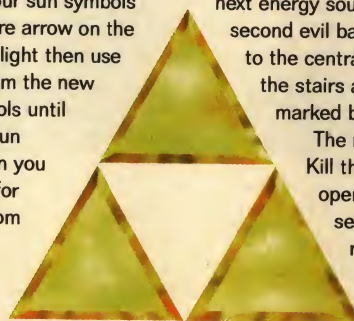 our sun symbols
re arrow on the
light then use
m the new
ols until
un
n you
for
om
next energy sou
second evil ba
to the centra
the stairs a
marked b
The
Kill th
oper
se